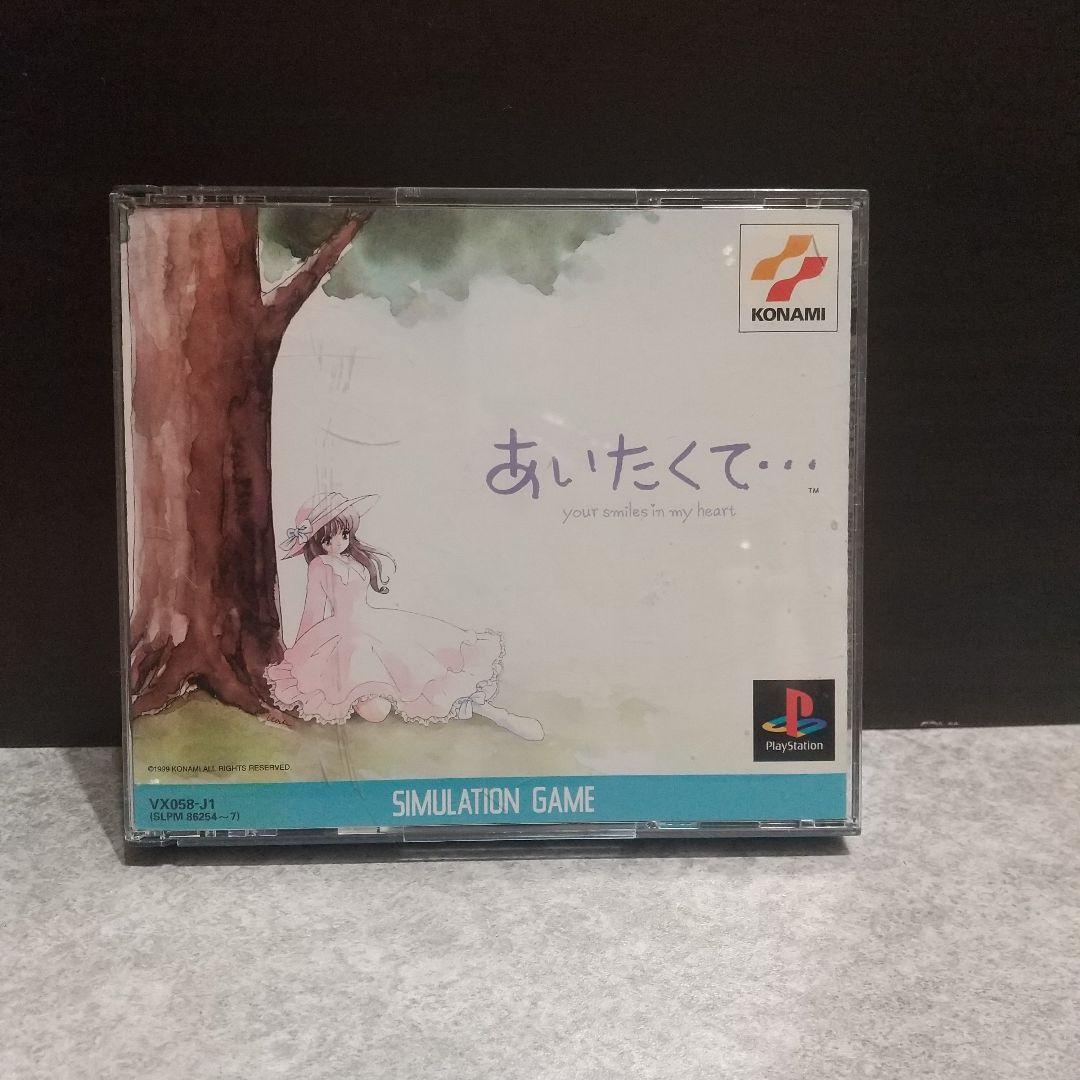 KONAMI
あいたくて･･･
TM
your smiles in my heart
PlayStation
©1999 KONAMI ALL RIGHTS RESERVED.
VX058-J1
(SLPM 86254～7)
SIMULATION GAME